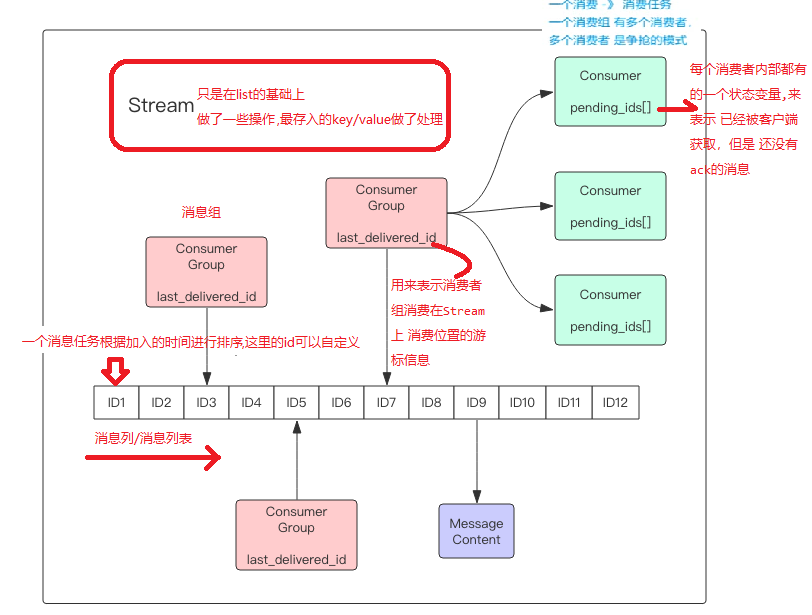 一个消费 -》 消费任务
一个消费组 有多个消费者.
多个消费者 是争抢的模式
Stream
只是在list的基础上
做了一些操作,最存入的key/value做了处理
Consumer
pending_ids[]
每个消费者内部都有
的一个状态变量,来
表示 已经被客户端
获取，但是 还没有
ack的消息
Consumer
Group
last_delivered_id
Consumer
pending_ids[]
消息组
Consumer
Group
last_delivered_id
用来表示消费者
组消费在Stream
上 消费位置的游
标信息
Consumer
pending_ids[]
一个消息任务根据加入的时间进行排序,这里的id可以自定义
ID1 ID2 ID3 ID4 ID5 ID6 ID7 ID8 ID9 ID10 ID11 ID12
消息列/消息列表
Consumer
Group
last_delivered_id
Message
Content